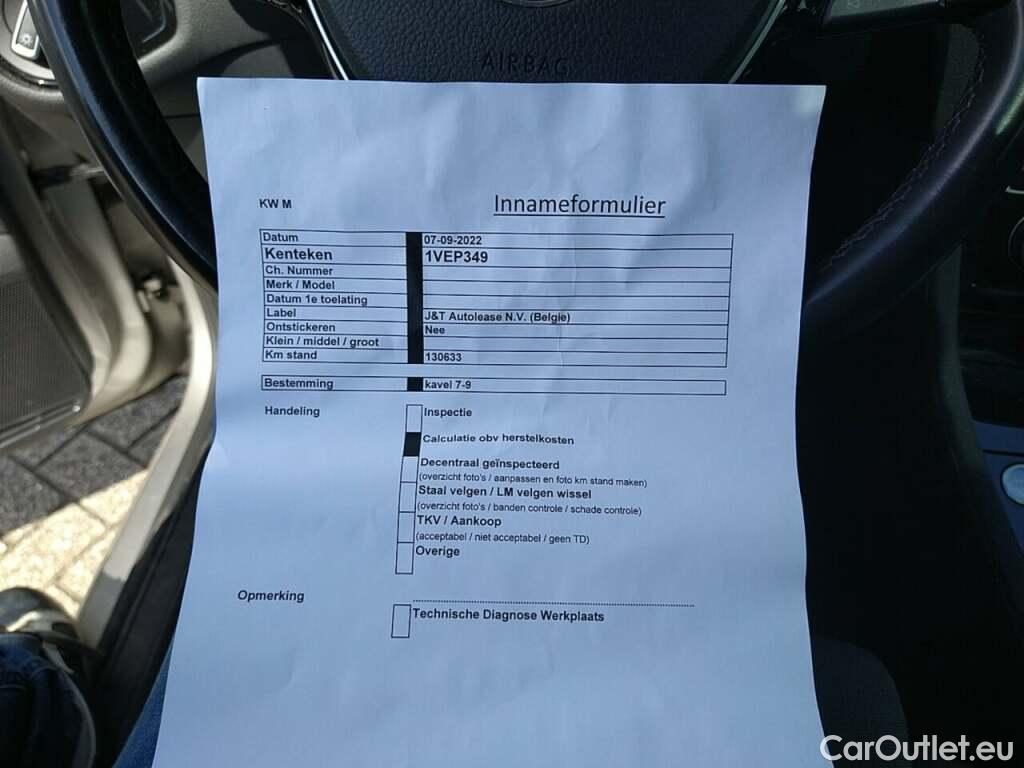 AIRBAG
KW M
Innameformulier
Datum 07-09-2022
Kenteken 1VEP349
Ch. Nummer
Merk / Model
Datum 1e toelating
Label J&T Autolease N.V. (Belgie)
Ontstickeren Nee
Klein / middel / groot
Km stand 130633
Bestemming kavel 7-9
Handeling Inspectie
Calculatie obv herstelkosten
Decentraal geïnspecteerd
(overzicht foto's / aanpassen en foto km stand maken)
Staal velgen / LM velgen wissel
(overzicht foto's / banden controle / schade controle)
TKV / Aankoop
(acceptabel / niet acceptabel / geen TD)
Overige
Opmerking
Technische Diagnose Werkplaats
CarOutlet.eu